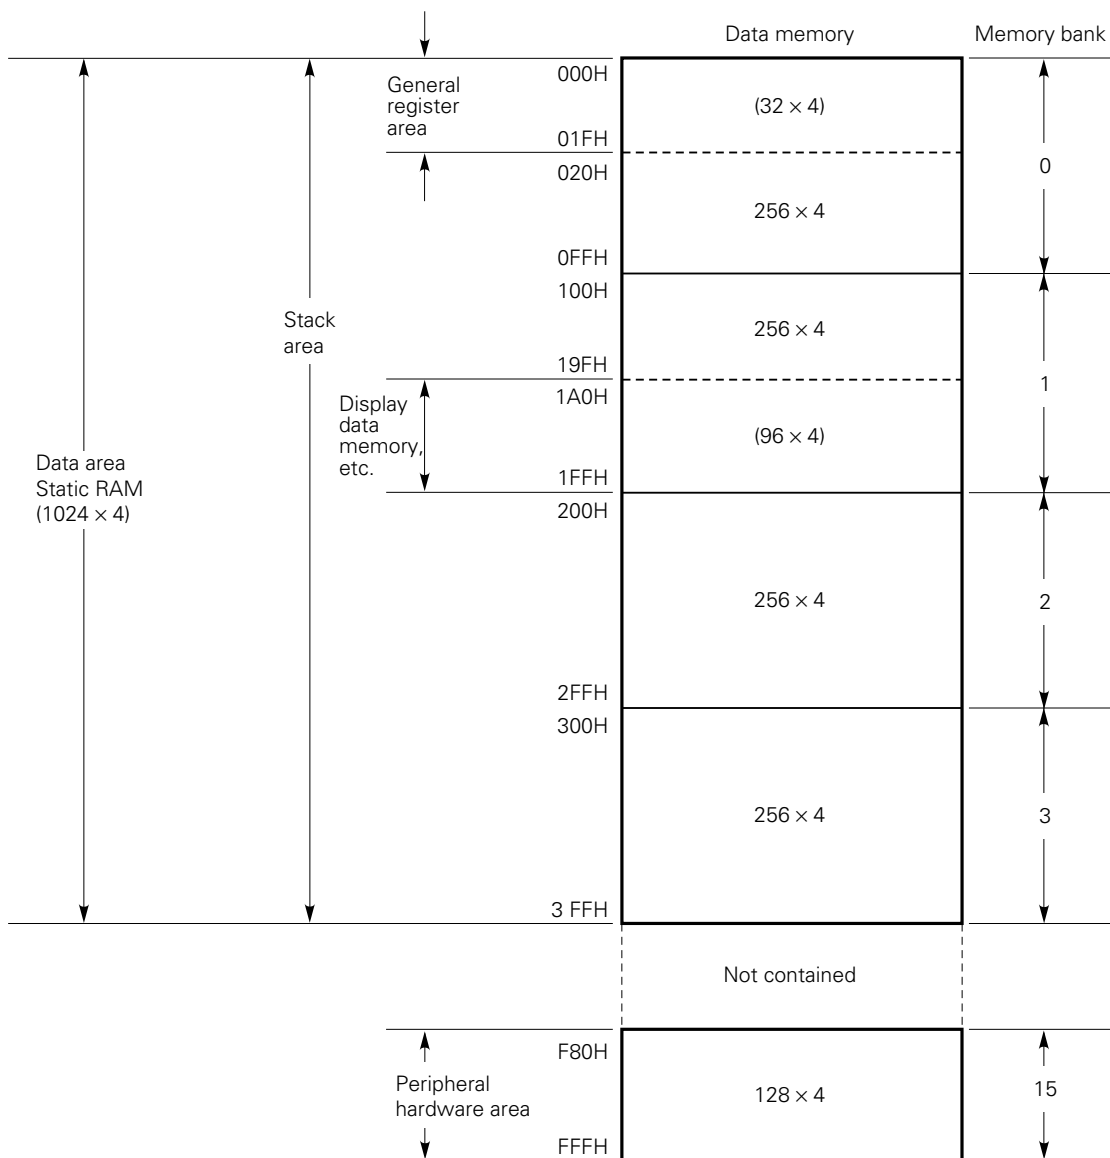 Data memory
Memory bank
000H
General
register
area
(32 × 4)
01FH
020H
0
256 × 4
0FFH
100H
Stack
area
256 × 4
19FH
1A0H
1
Display
data
memory,
etc.
(96 × 4)
1FFH
Data area
Static RAM
(1024 × 4)
200H
256 × 4
2
2FFH
300H
256 × 4
3
3 FFH
Not contained
F80H
Peripheral
hardware area
128 × 4
15
FFFH